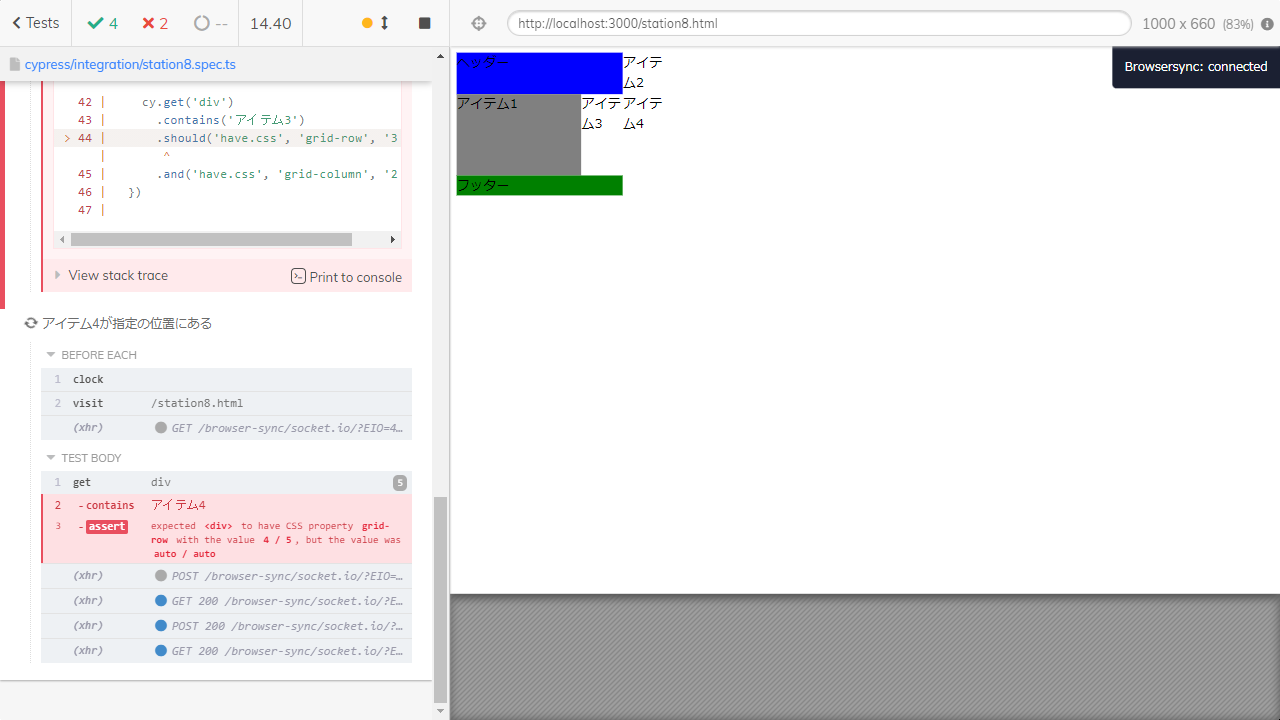 Tests
4
2
--
14.40
http://localhost:3000/station8.html
1000 x 660 (83%)
cypress/integration/station8.spec.ts
42 | cy.get('div')
43 | .contains('アイテム3')
> 44 | .should('have.css', 'grid-row', '3
| ^
45 | .and('have.css', 'grid-column', '2
46 | })
47 |
View stack trace
Print to console
アイテム4が指定の位置にある
BEFORE EACH
1 clock
2 visit /station8.html
(xhr) GET /browser-sync/socket.io/?EIO=4…
TEST BODY
1 get div 5
2 -contains アイテム4
3 -assert expected <div> to have CSS property grid-
row with the value 4 / 5, but the value was
auto / auto
(xhr) POST /browser-sync/socket.io/?EIO=…
(xhr) GET 200 /browser-sync/socket.io/?E…
(xhr) POST 200 /browser-sync/socket.io/?…
(xhr) GET 200 /browser-sync/socket.io/?E…
ヘッダー
アイテ
ム2
アイテム1
アイテ
ム3
アイテ
ム4
フッター
Browsersync: connected